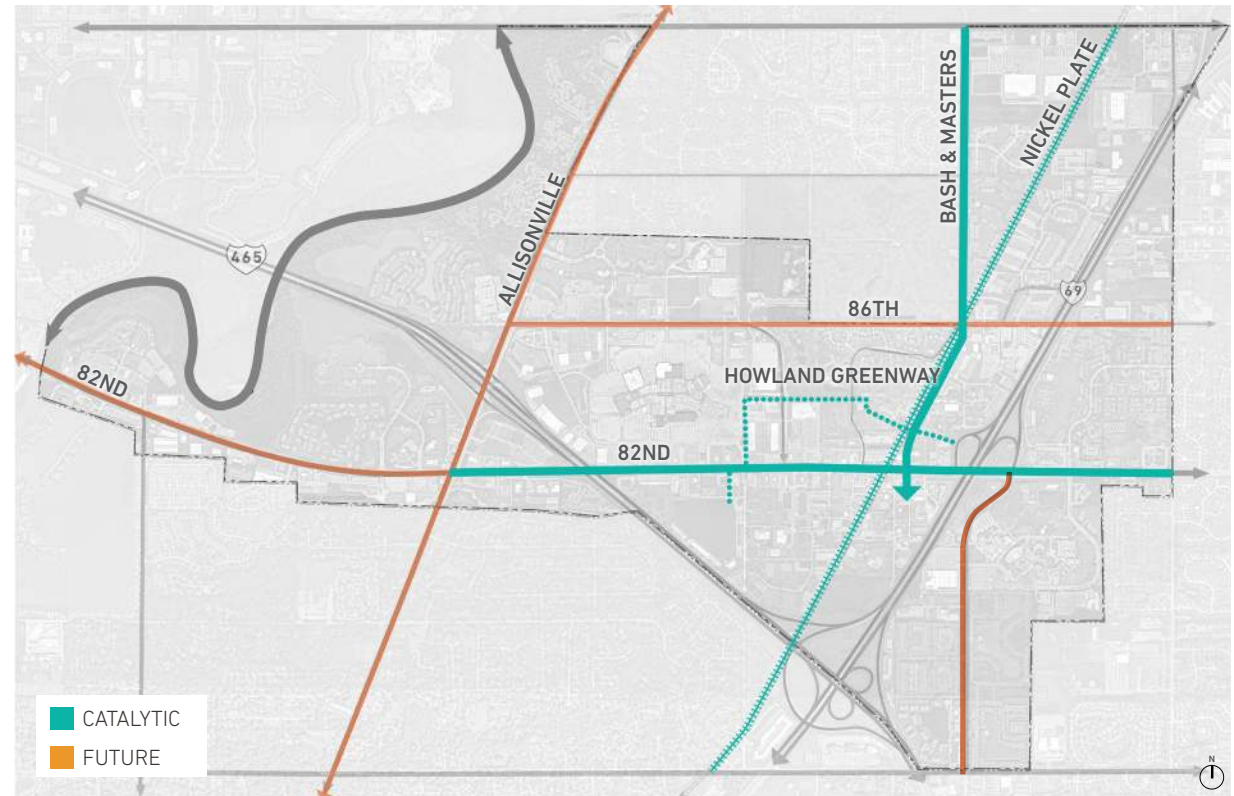 BASH & MASTERS
NICKEL PLATE
ALLISONVILLE
465
69
86TH
HOWLAND GREENWAY
82ND
82ND
CATALYTIC
FUTURE
N